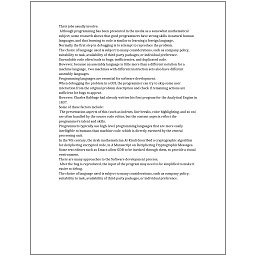 Their jobs usually involve:
Although programming has been presented in the media as a somewhat mathematical
subject, some research shows that good programmers have strong skills in natural human
languages, and that learning to code is similar to learning a foreign language.
Normally the first step in debugging is to attempt to reproduce the problem.
The choice of language used is subject to many considerations, such as company policy,
suitability to task, availability of third-party packages, or individual preference.
Unreadable code often leads to bugs, inefficiencies, and duplicated code.
However, because an assembly language is little more than a different notation for a
machine language, two machines with different instruction sets also have different
assembly languages.
Programming languages are essential for software development.
When debugging the problem in a GUI, the programmer can try to skip some user
interaction from the original problem description and check if remaining actions are
sufficient for bugs to appear.
However, Charles Babbage had already written his first program for the Analytical Engine in
1837.
Some of these factors include:
The presentation aspects of this (such as indents, line breaks, color highlighting, and so on)
are often handled by the source code editor, but the content aspects reflect the
programmer's talent and skills.
Programmers typically use high-level programming languages that are more easily
intelligible to humans than machine code, which is directly executed by the central
processing unit.
In the 9th century, the Arab mathematician Al-Kindi described a cryptographic algorithm
for deciphering encrypted code, in A Manuscript on Deciphering Cryptographic Messages.
Some text editors such as Emacs allow GDB to be invoked through them, to provide a visual
environment.
There are many approaches to the Software development process.
After the bug is reproduced, the input of the program may need to be simplified to make it
easier to debug.
The choice of language used is subject to many considerations, such as company policy,
suitability to task, availability of third-party packages, or individual preference.